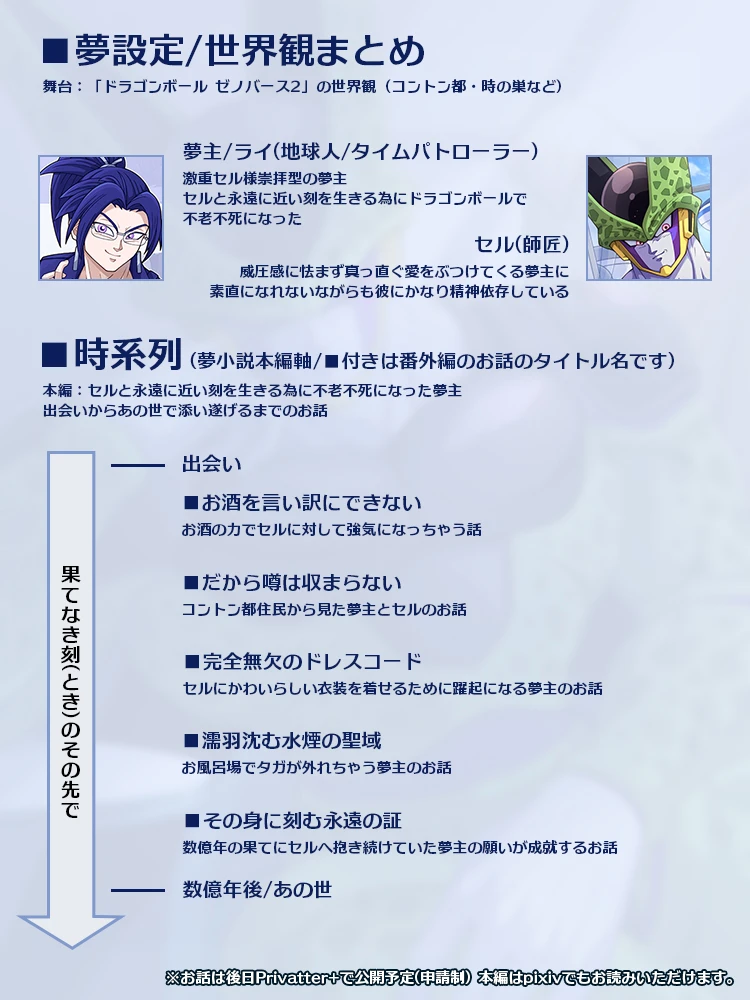 ■夢設定/世界観まとめ
舞台：「ドラゴンボール ゼノバース2」の世界観（コントン都・時の巣など）
夢主/ライ(地球人/タイムパトローラー)
激重セル様崇拝型の夢主
セルと永遠に近い刻を生きる為にドラゴンボールで
不老不死になった
セル(師匠)
威圧感に怯まず真っ直ぐ愛をぶつけてくる夢主に
素直になれないながらも彼にかなり精神依存している
■時系列(夢小説本編軸/■付きは番外編のお話のタイトル名です)
本編：セルと永遠に近い刻を生きる為に不老不死になった夢主
出会いからあの世で添い遂げるまでのお話
果てなき刻(とき)のその先で
出会い
■お酒を言い訳にできない
お酒の力でセルに対して強気になっちゃう話
■だから噂は収まらない
コントン都住民から見た夢主とセルのお話
■完全無欠のドレスコード
セルにかわいらしい衣装を着せるために躍起になる夢主のお話
■濡羽沈む水煙の聖域
お風呂場でタガが外れちゃう夢主のお話
■その身に刻む永遠の証
数億年の果てにセルへ抱き続けていた夢主の願いが成就するお話
数億年後/あの世
※お話は後日Privatter+で公開予定(申請制) 本編はpixivでもお読みいただけます。